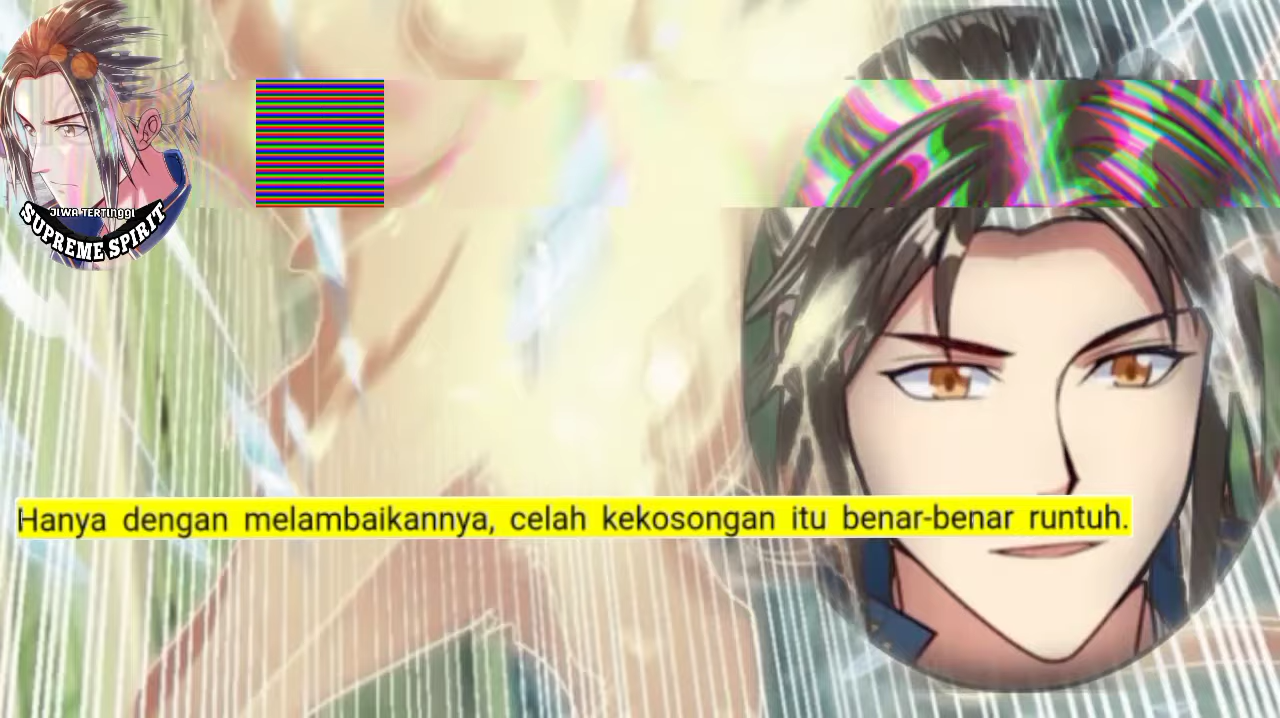 JIWA TERTINGGI
SUPREME SPIRIT
Hanya dengan melambaikannya, celah kekosongan itu benar-benar runtuh.